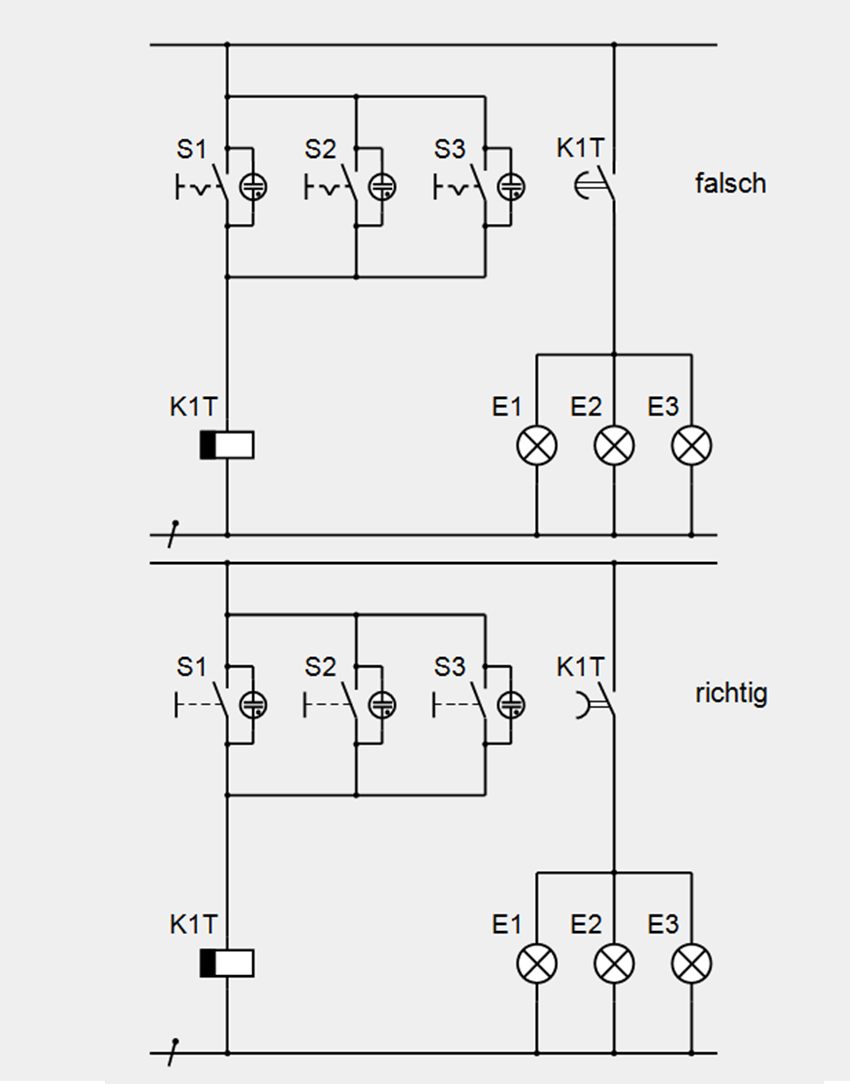 S1 S2 S3 K1T falsch
K1T E1 E2 E3
S1 S2 S3 K1T richtig
K1T E1 E2 E3